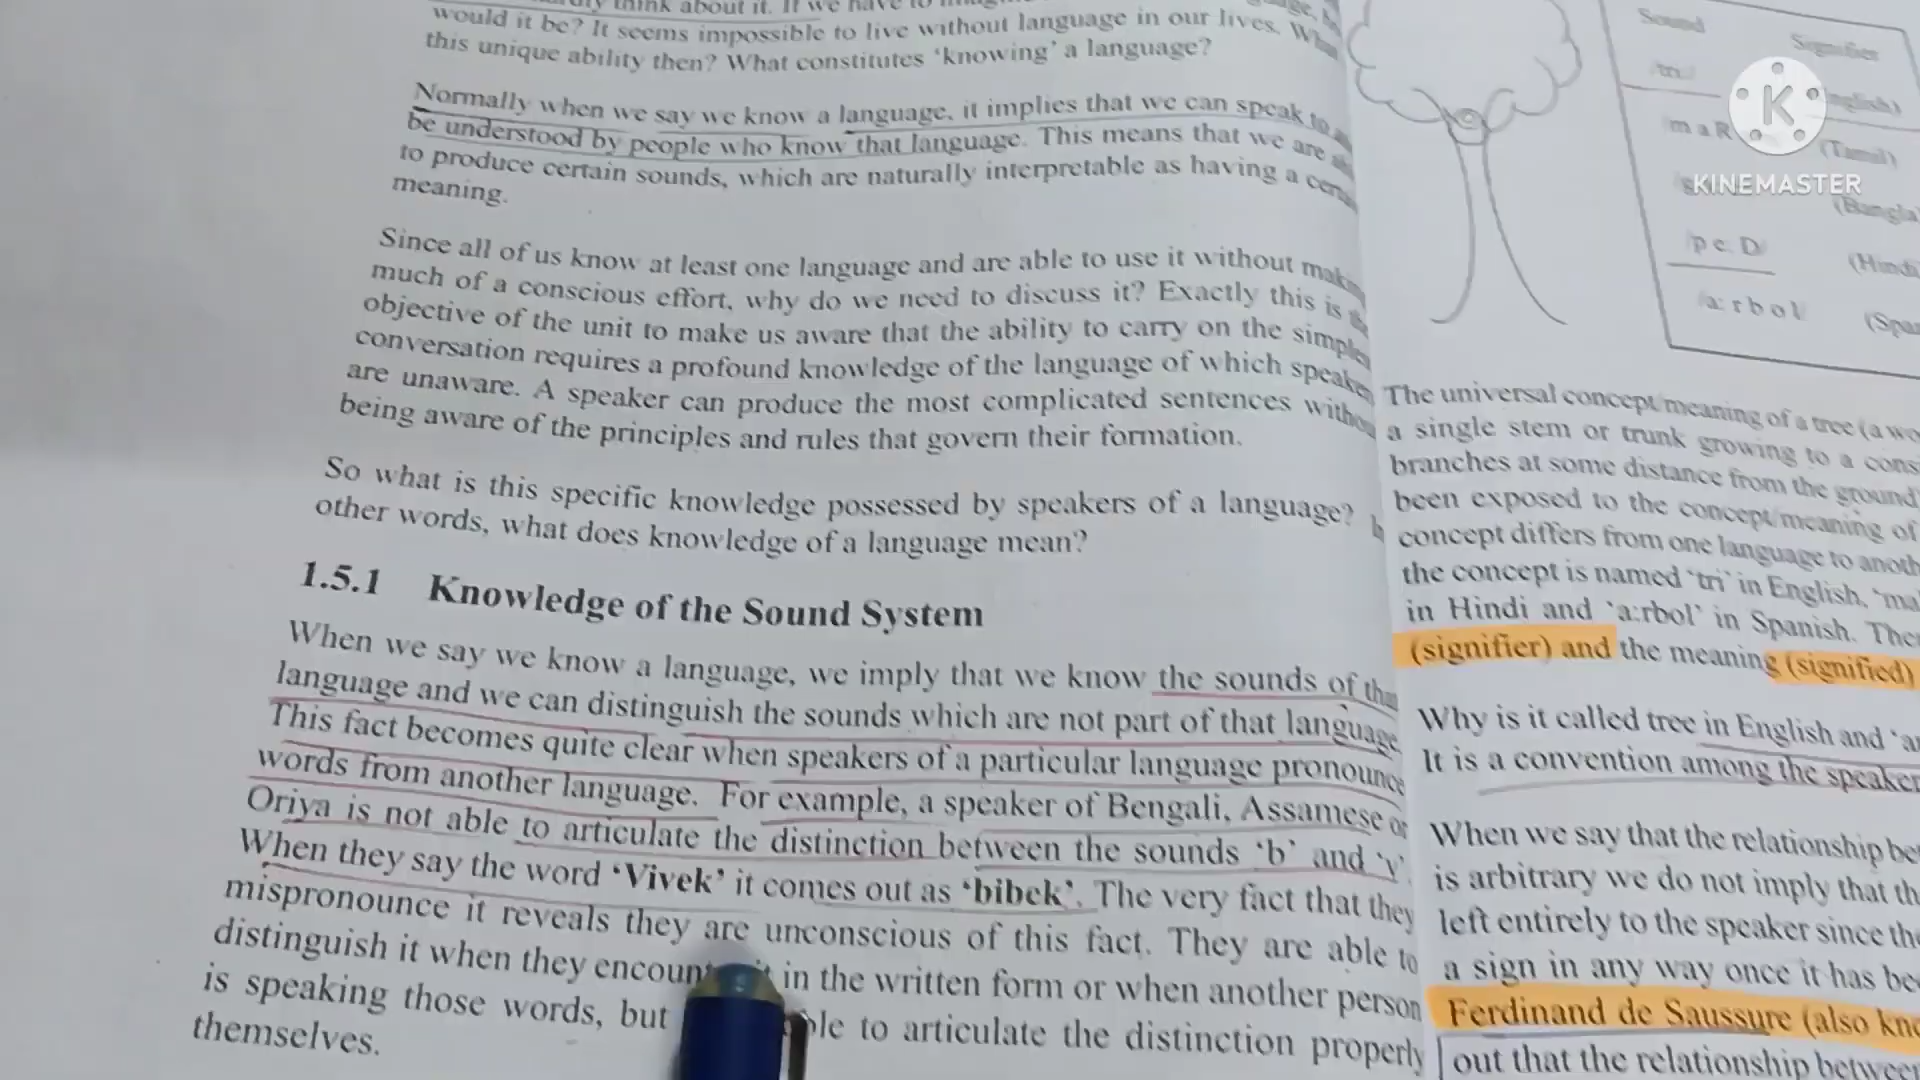 think about it. If we have to
would it be? It seems impossible to live without language in our lives.
this unique ability then? What constitutes ‘knowing’ a language?
Normally when we say we know a language, it implies that we can speak to
be understood by people who know that language. This means that we are
to produce certain sounds, which are naturally interpretable as having a
meaning.
Since all of us know at least one language and are able to use it without
much of a conscious effort, why do we need to discuss it? Exactly this is
objective of the unit to make us aware that the ability to carry on the
conversation requires a profound knowledge of the language of which
are unaware. A speaker can produce the most complicated sentences
being aware of the principles and rules that govern their formation.
So what is this specific knowledge possessed by speakers of a language?
other words, what does knowledge of a language mean?
1.5.1 Knowledge of the Sound System
When we say we know a language, we imply that we know the sounds of
language and we can distinguish the sounds which are not part of that language
This fact becomes quite clear when speakers of a particular language pronounce
words from another language. For example, a speaker of Bengali, Assamese or
Oriya is not able to articulate the distinction between the sounds ‘b’ and ‘v’.
When they say the word ‘Vivek’ it comes out as ‘bibek’. The very fact that they
mispronounce it reveals they are unconscious of this fact. They are able to
distinguish it when they in the written form or when another person
is speaking those words, but to articulate the distinction properly
themselves.
Sound Signifier
/m a R (Tamil)
/p e: D/
/a: r b o l/
KINEMASTER
The universal concept/meaning of a tree (a
a single stem or trunk growing to a
branches at some distance from the ground
been exposed to the concept/meaning of
concept differs from one language to
the concept is named ‘tri’ in English,
in Hindi and ‘a:rbol’ in Spanish.
(signifier) and the meaning (signified)
Why is it called tree in English and
It is a convention among the
When we say that the relationship
is arbitrary we do not imply that
left entirely to the speaker since
a sign in any way once it has
Ferdinand de Saussure (also
out that the relationship